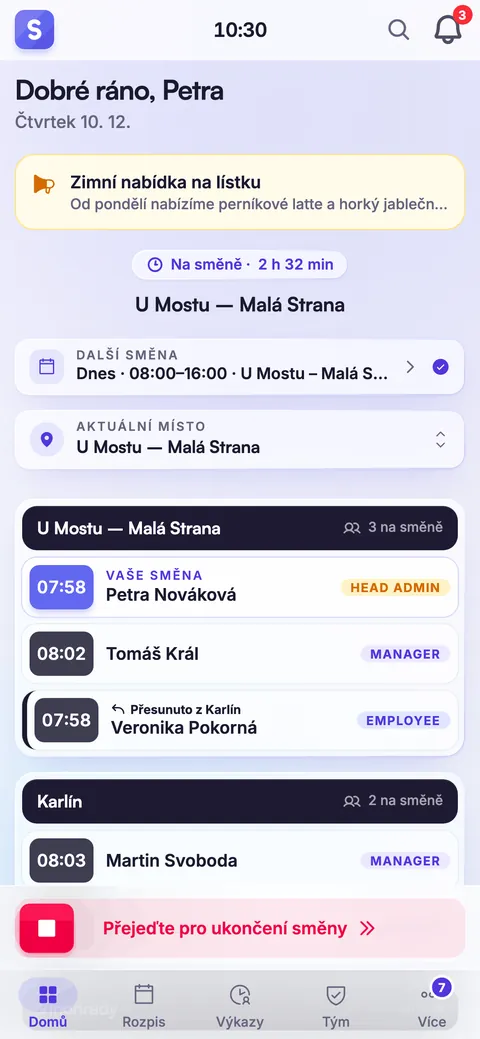 S
10:30
3
Dobré ráno, Petra
Čtvrtek 10. 12.
Zimní nabídka na lístku
Od pondělí nabízíme perníkové latte a horký jablečn...
Na směně · 2 h 32 min
U Mostu — Malá Strana
DALŠÍ SMĚNA
Dnes · 08:00–16:00 · U Mostu – Malá S...
AKTUÁLNÍ MÍSTO
U Mostu — Malá Strana
U Mostu — Malá Strana
3 na směně
07:58
VAŠE SMĚNA
Petra Nováková
HEAD ADMIN
08:02
Tomáš Král
MANAGER
07:58
Přesunuto z Karlín
Veronika Pokorná
EMPLOYEE
Karlín
2 na směně
08:03
Martin Svoboda
MANAGER
Přejeďte pro ukončení směny
Domů
Rozpis
Výkazy
Tým
7
Více